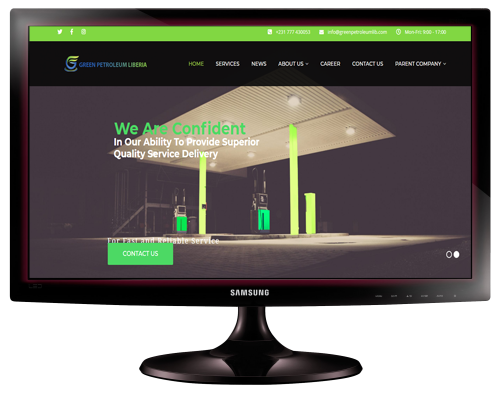 +231 777 436053 info@greenpetroleumlib.com Mon-Fri: 9:00 - 17:00
GREEN PETROLEUM LIBERIA HOME SERVICES NEWS ABOUT US CAREER CONTACT US PARENT COMPANY
We Are Confident
In Our Ability To Provide Superior
Quality Service Delivery
For Fast and Reliable Service
CONTACT US
SAMSUNG